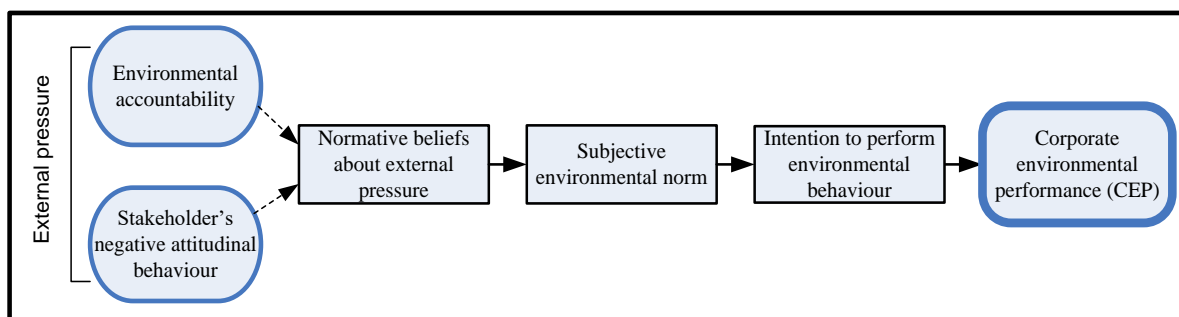 External pressure
Environmental
accountability
Stakeholder's
negative attitudinal
behaviour
Normative beliefs
about external
pressure
Subjective
environmental norm
Intention to perform
environmental
behaviour
Corporate
environmental
performance (CEP)